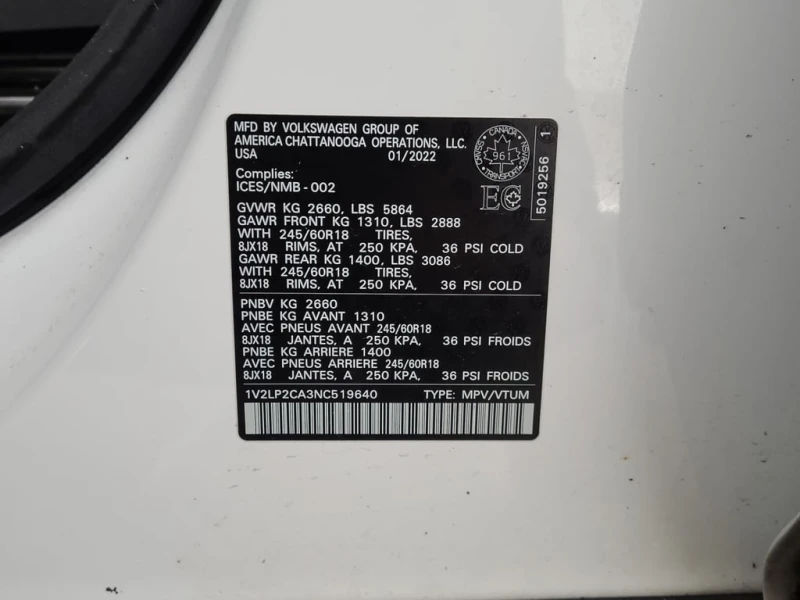 MFD BY VOLKSWAGEN GROUP OF
AMERICA CHATTANOOGA OPERATIONS, LLC.
USA 01/2022
CANADA
961
TRANSPORT
EC
5019256 1
Complies:
ICES/NMB-002
GVWR KG 2660, LBS 5864
GAWR FRONT KG 1310, LBS 2888
WITH 245/60R18 TIRES,
8JX18 RIMS, AT 250 KPA, 36 PSI COLD
GAWR REAR KG 1400, LBS 3086
WITH 245/60R18 TIRES,
8JX18 RIMS, AT 250 KPA, 36 PSI COLD
PNBV KG 2660
PNBE KG AVANT 1310
AVEC PNEUS AVANT 245/60R18
8JX18 JANTES, A 250 KPA, 36 PSI FROIDS
PNBE KG ARRIERE 1400
AVEC PNEUS ARRIERE 245/60R18
8JX18 JANTES, A 250 KPA, 36 PSI FROIDS
1V2LP2CA3NC519640 TYPE: MPV/VTUM